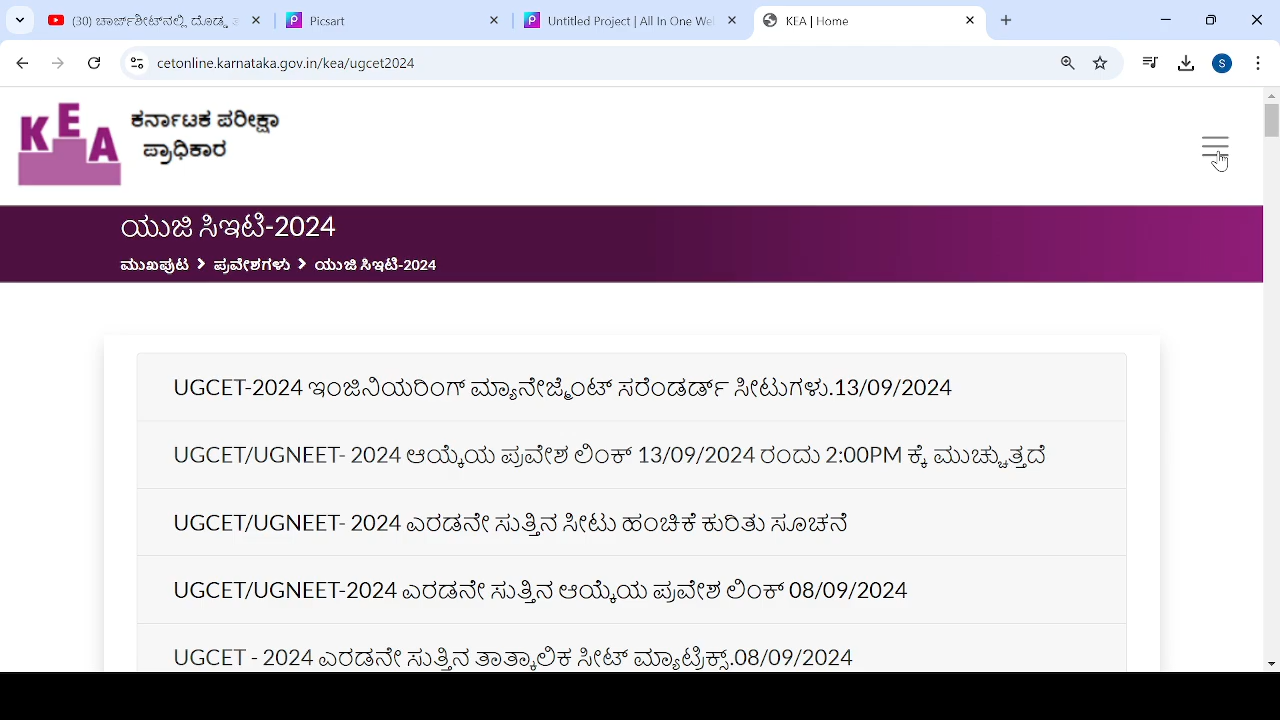 (30) ಚಾರ್ಜ್‌ಶೀಟ್‌ನಲ್ಲಿ ದೊಡ್ಡ
Picsart
Untitled Project | All In One We
KEA | Home
cetonline.karnataka.gov.in/kea/ugcet2024
S
KEA
ಕರ್ನಾಟಕ ಪರೀಕ್ಷಾ
ಪ್ರಾಧಿಕಾರ
ಯುಜಿ ಸಿಇಟಿ-2024
ಮುಖಪುಟ > ಪ್ರವೇಶಗಳು > ಯುಜಿ ಸಿಇಟಿ-2024
UGCET-2024 ಇಂಜಿನಿಯರಿಂಗ್ ಮ್ಯಾನೇಜ್ಮೆಂಟ್ ಸರೆಂಡರ್ಡ್ ಸೀಟುಗಳು.13/09/2024
UGCET/UGNEET- 2024 ಆಯ್ಕೆಯ ಪ್ರವೇಶ ಲಿಂಕ್ 13/09/2024 ರಂದು 2:00PM ಕ್ಕೆ ಮುಚ್ಚುತ್ತದೆ
UGCET/UGNEET- 2024 ಎರಡನೇ ಸುತ್ತಿನ ಸೀಟು ಹಂಚಿಕೆ ಕುರಿತು ಸೂಚನೆ
UGCET/UGNEET-2024 ಎರಡನೇ ಸುತ್ತಿನ ಆಯ್ಕೆಯ ಪ್ರವೇಶ ಲಿಂಕ್ 08/09/2024
UGCET - 2024 ಎರಡನೇ ಸುತ್ತಿನ ತಾತ್ಕಾಲಿಕ ಸೀಟ್ ಮ್ಯಾಟ್ರಿಕ್ಸ್.08/09/2024